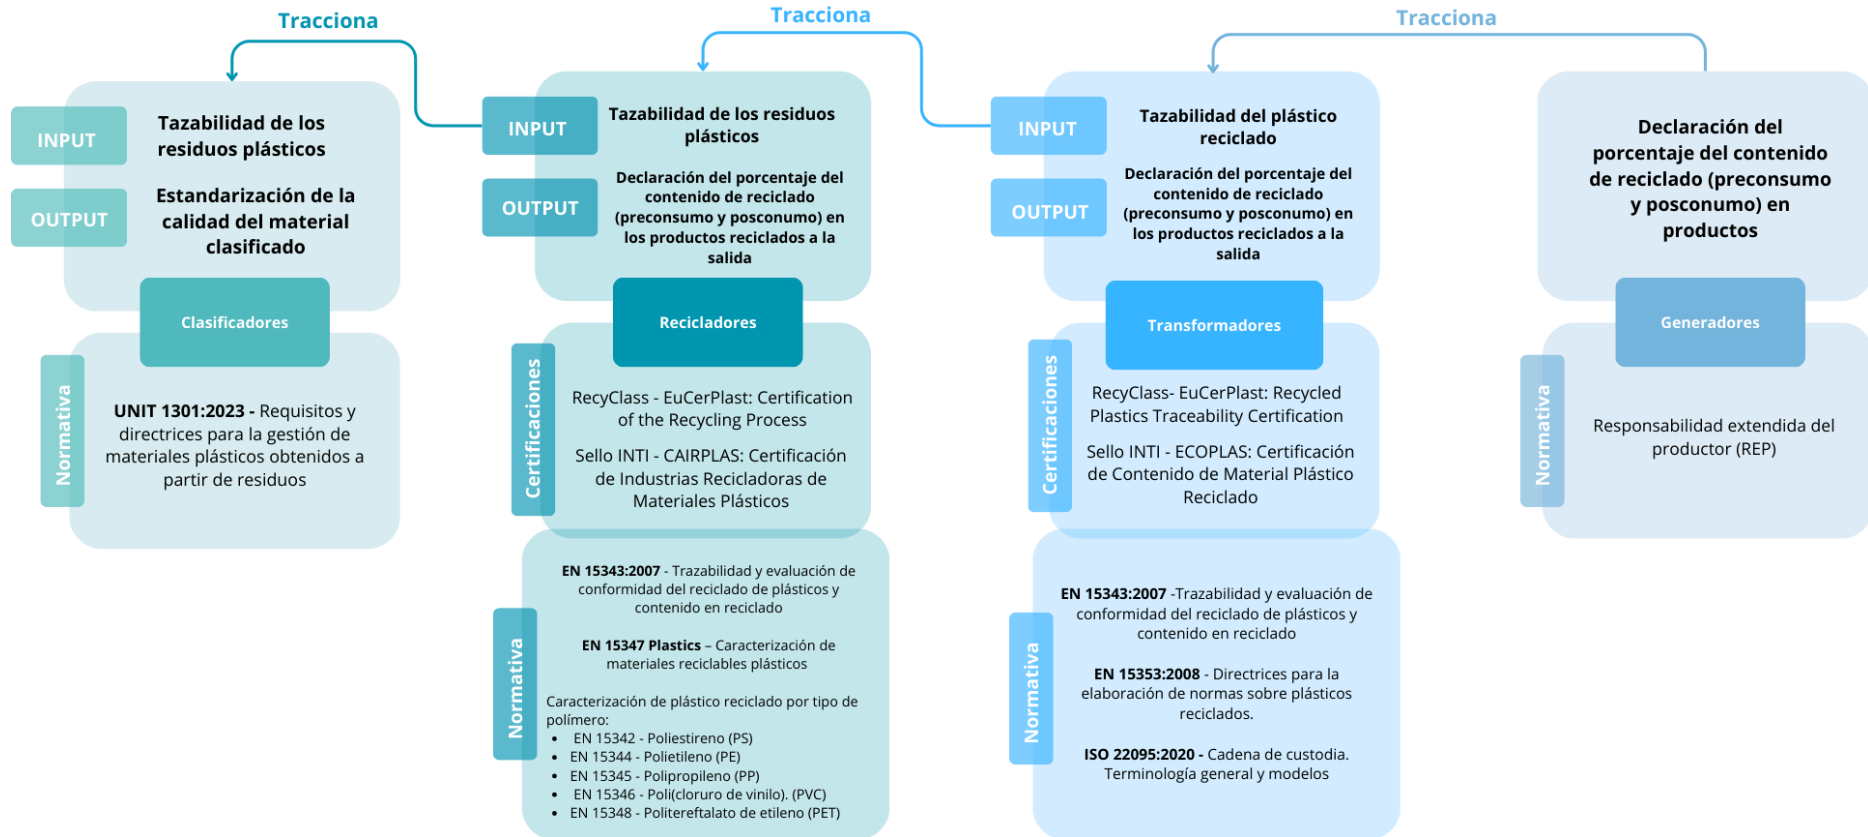 Tracciona
Tracciona
Tracciona
INPUT
Tazabilidad de los
residuos plásticos
OUTPUT
Estandarización de la
calidad del material
clasificado
Clasificadores
Normativa
UNIT 1301:2023 - Requisitos y
directrices para la gestión de
materiales plásticos obtenidos a
partir de residuos
INPUT
Tazabilidad de los residuos
plásticos
OUTPUT
Declaración del porcentaje del
contenido de reciclado
(preconsumo y posconumo) en
los productos reciclados a la
salida
Recicladores
Certificaciones
RecyClass - EuCerPlast: Certification
of the Recycling Process
Sello INTI - CAIRPLAS: Certificación
de Industrias Recicladoras de
Materiales Plásticos
Normativa
EN 15343:2007 - Trazabilidad y evaluación de
conformidad del reciclado de plásticos y
contenido en reciclado
EN 15347 Plastics – Caracterización de
materiales reciclables plásticos
Caracterización de plástico reciclado por tipo de
polímero:
• EN 15342 - Poliestireno (PS)
• EN 15344 - Polietileno (PE)
• EN 15345 - Polipropileno (PP)
• EN 15346 - Poli(cloruro de vinilo). (PVC)
• EN 15348 - Politereftalato de etileno (PET)
INPUT
Tazabilidad del plástico
reciclado
OUTPUT
Declaración del porcentaje del
contenido de reciclado
(preconsumo y posconumo) en
los productos reciclados a la
salida
Transformadores
Certificaciones
RecyClass- EuCerPlast: Recycled
Plastics Traceability Certification
Sello INTI - ECOPLAS: Certificación
de Contenido de Material Plástico
Reciclado
Normativa
EN 15343:2007 -Trazabilidad y evaluación de
conformidad del reciclado de plásticos y
contenido en reciclado
EN 15353:2008 - Directrices para la
elaboración de normas sobre plásticos
reciclados.
ISO 22095:2020 - Cadena de custodia.
Terminología general y modelos
Declaración del
porcentaje del contenido
de reciclado (preconsumo
y posconumo) en
productos
Generadores
Normativa
Responsabilidad extendida del
productor (REP)